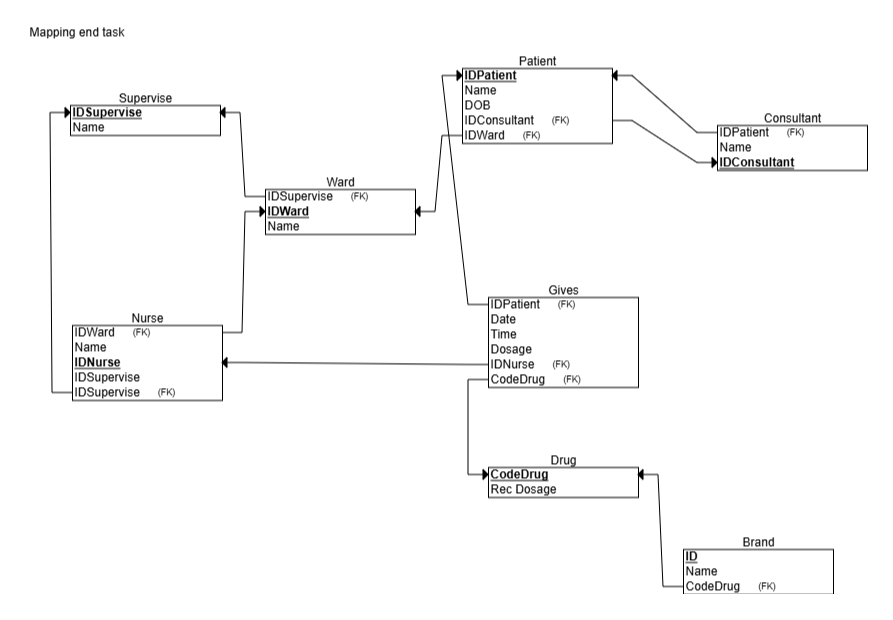 Mapping end task
Patient
IDPatient
Name
DOB
IDConsultant (FK)
IDWard (FK)
Supervise
IDSupervise
Name
Consultant
IDPatient (FK)
Name
IDConsultant
Ward
IDSupervise (FK)
IDWard
Name
Gives
IDPatient (FK)
Date
Time
Dosage
IDNurse (FK)
CodeDrug (FK)
Nurse
IDWard (FK)
Name
IDNurse
IDSupervise
IDSupervise (FK)
Drug
CodeDrug
Rec Dosage
Brand
ID
Name
CodeDrug (FK)